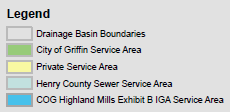 Legend
Drainage Basin Boundaries
City of Griffin Service Area
Private Service Area
Henry County Sewer Service Area
COG Highland Mills Exhibit B IGA Service Area